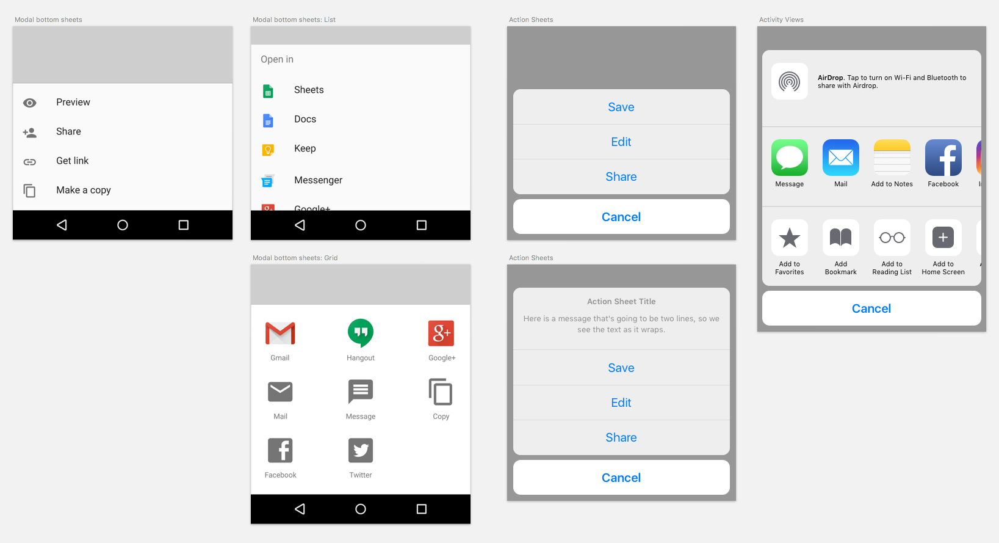 Modal bottom sheets
Preview
Share
Get link
Make a copy
Modal bottom sheets: List
Open in
Sheets
Docs
Keep
Messenger
Google+
Modal bottom sheets: Grid
Gmail
Hangout
Google+
Mail
Message
Copy
Facebook
Twitter
Action Sheets
Save
Edit
Share
Cancel
Action Sheets
Action Sheet Title
Here is a message that's going to be two lines, so we
see the text as it wraps.
Save
Edit
Share
Cancel
Activity Views
AirDrop. Tap to turn on Wi-Fi and Bluetooth to
share with Airdrop.
Message
Mail
Add to Notes
Facebook
Add to
Favorites
Add
Bookmark
Add to
Reading List
Add to
Home Screen
Cancel